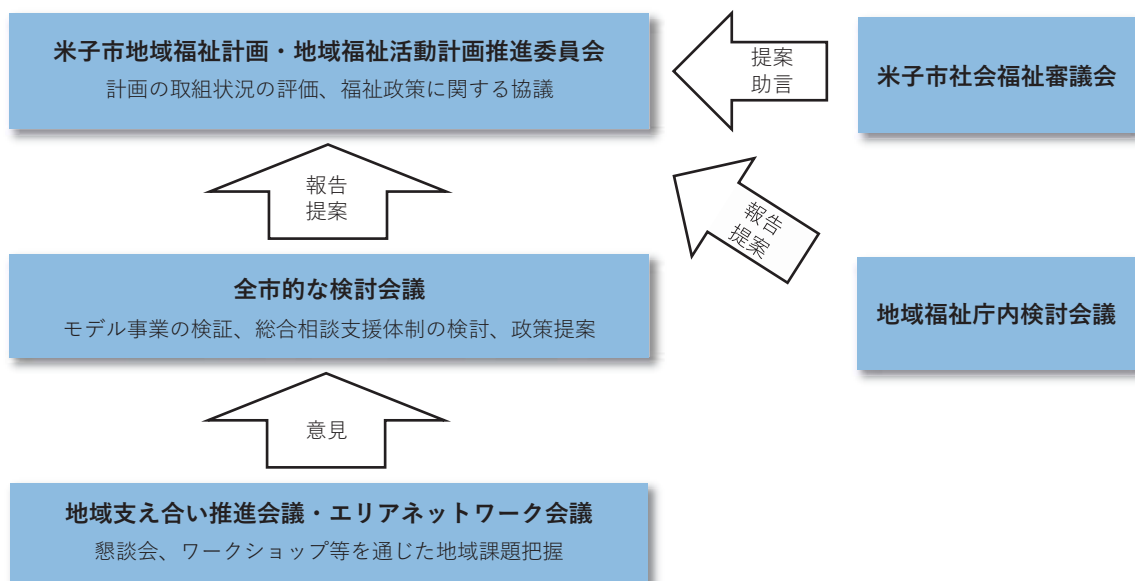 米子市地域福祉計画・地域福祉活動計画推進委員会
計画の取組状況の評価、福祉政策に関する協議
提案
助言
米子市社会福祉審議会
報告
提案
報告
提案
全市的な検討会議
モデル事業の検証、総合相談支援体制の検討、政策提案
地域福祉庁内検討会議
意見
地域支え合い推進会議・エリアネットワーク会議
懇談会、ワークショップ等を通じた地域課題把握